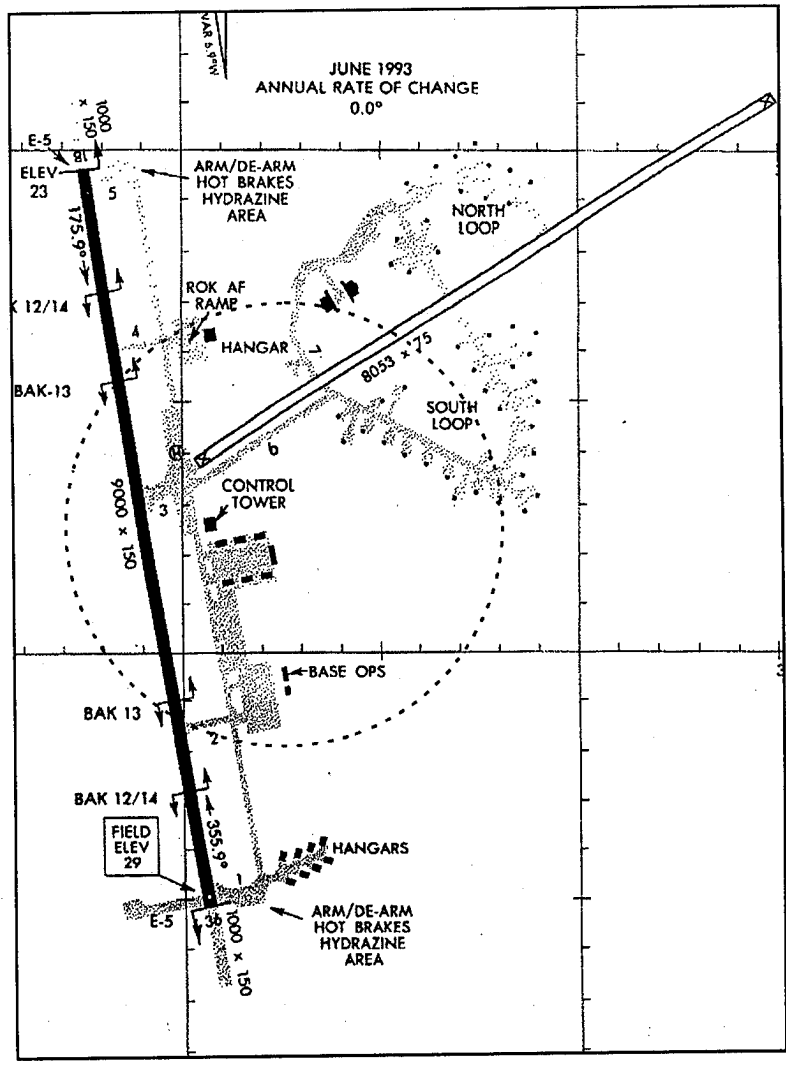 VAR 5.9°W
JUNE 1993
ANNUAL RATE OF CHANGE
0.0°
1000
× 150
E-5
18
ELEV
23
5
ARM/DE-ARM
HOT BRAKES
HYDRAZINE
AREA
175.9°
NORTH
LOOP
K 12/14
ROK AF
RAMP
4
HANGAR
7
8053 × 75
BAK-13
SOUTH
LOOP
6
H
CONTROL
TOWER
3
9000 × 150
BASE OPS
BAK 13
2
BAK 12/14
355.9°
FIELD
ELEV
29
HANGARS
1
E-5
36
1000 × 150
ARM/DE-ARM
HOT BRAKES
HYDRAZINE
AREA